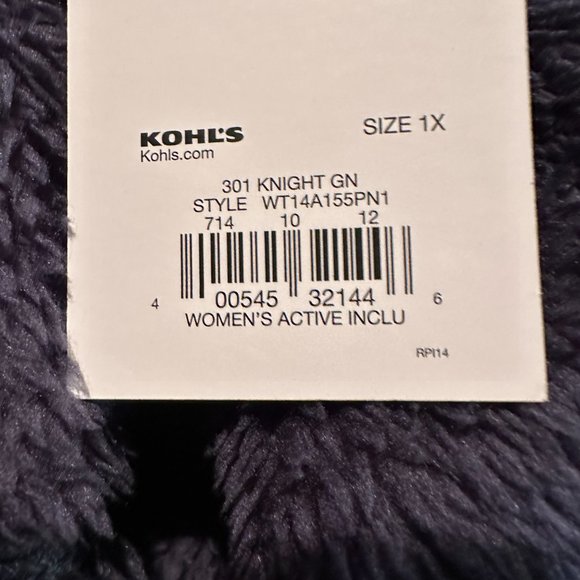 KOHL'S SIZE 1X
Kohls.com
301 KNIGHT GN
STYLE WT14A155PN1
714 10 12
4 00545 32144 6
WOMEN'S ACTIVE INCLU
RPI14